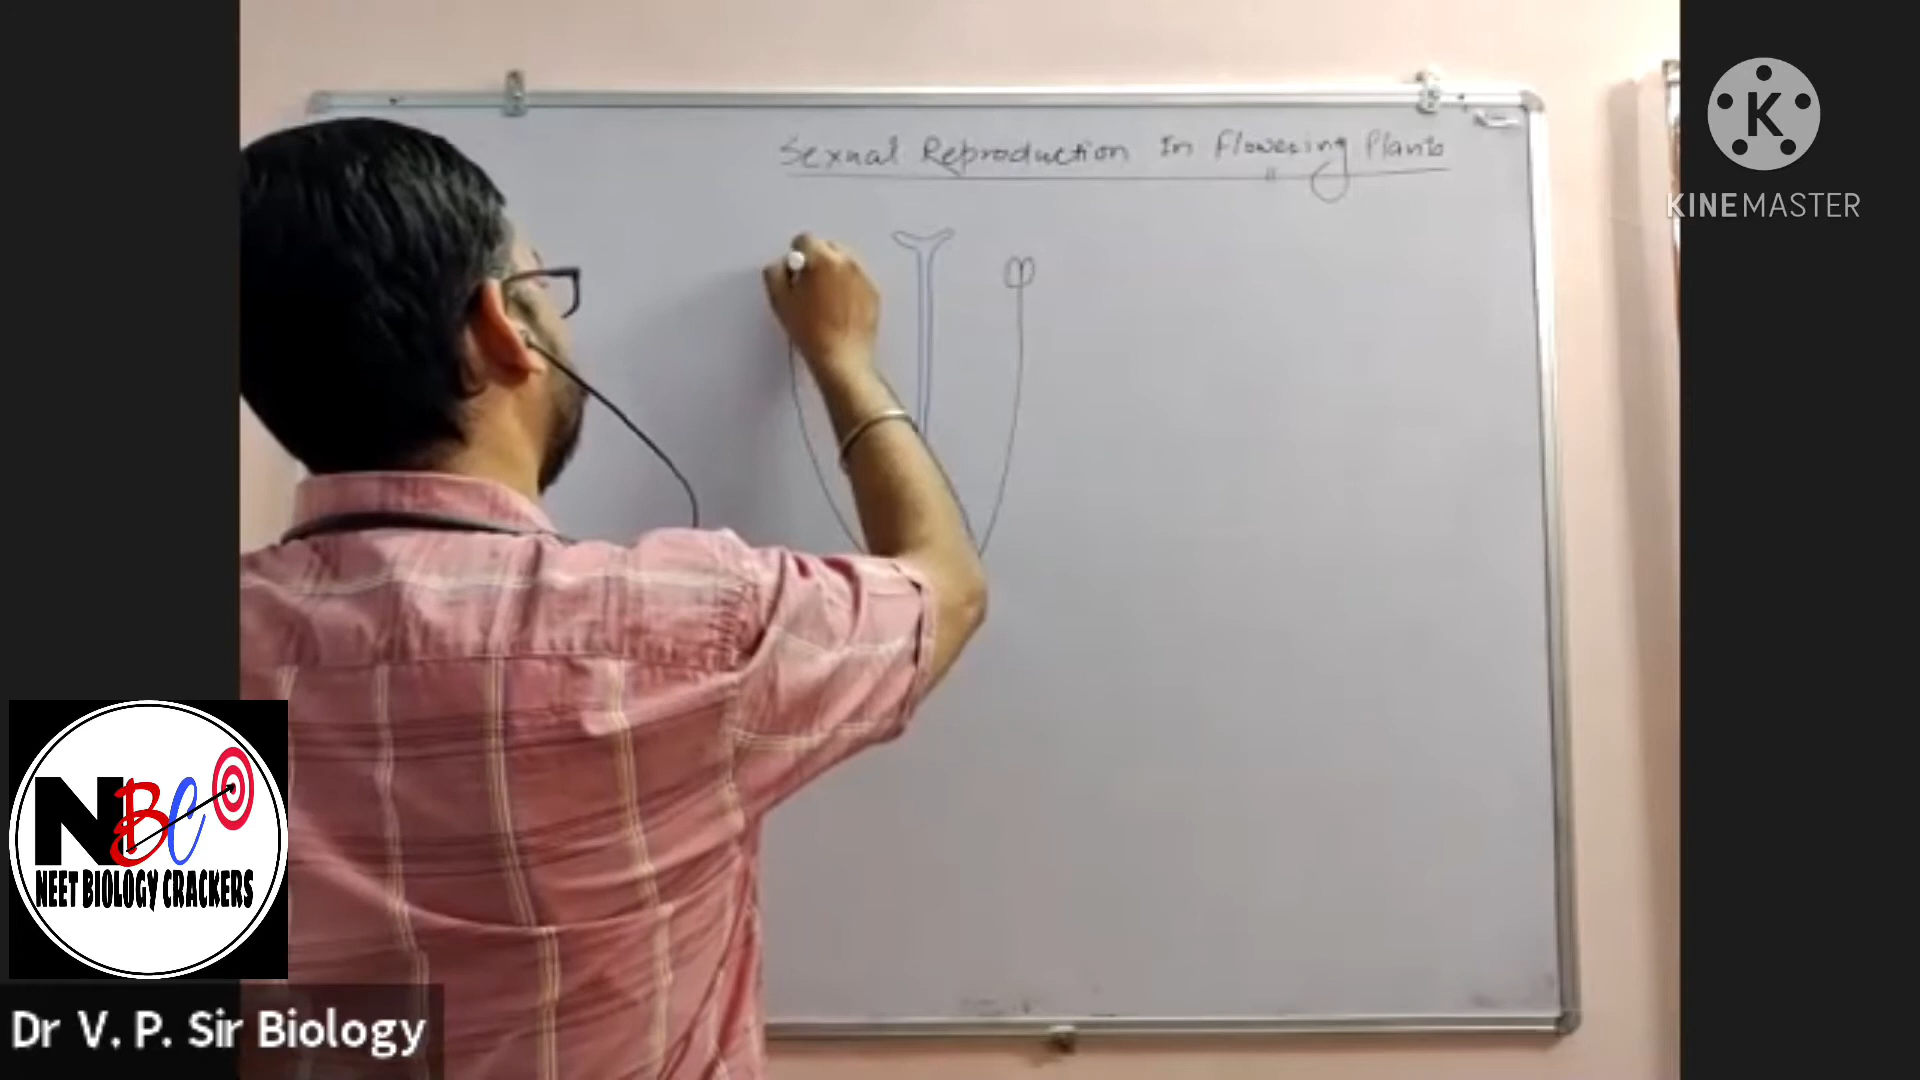 Sexual Reproduction In Flowering Plants
K
KINEMASTER
NBC
NEET BIOLOGY CRACKERS
Dr V. P. Sir Biology